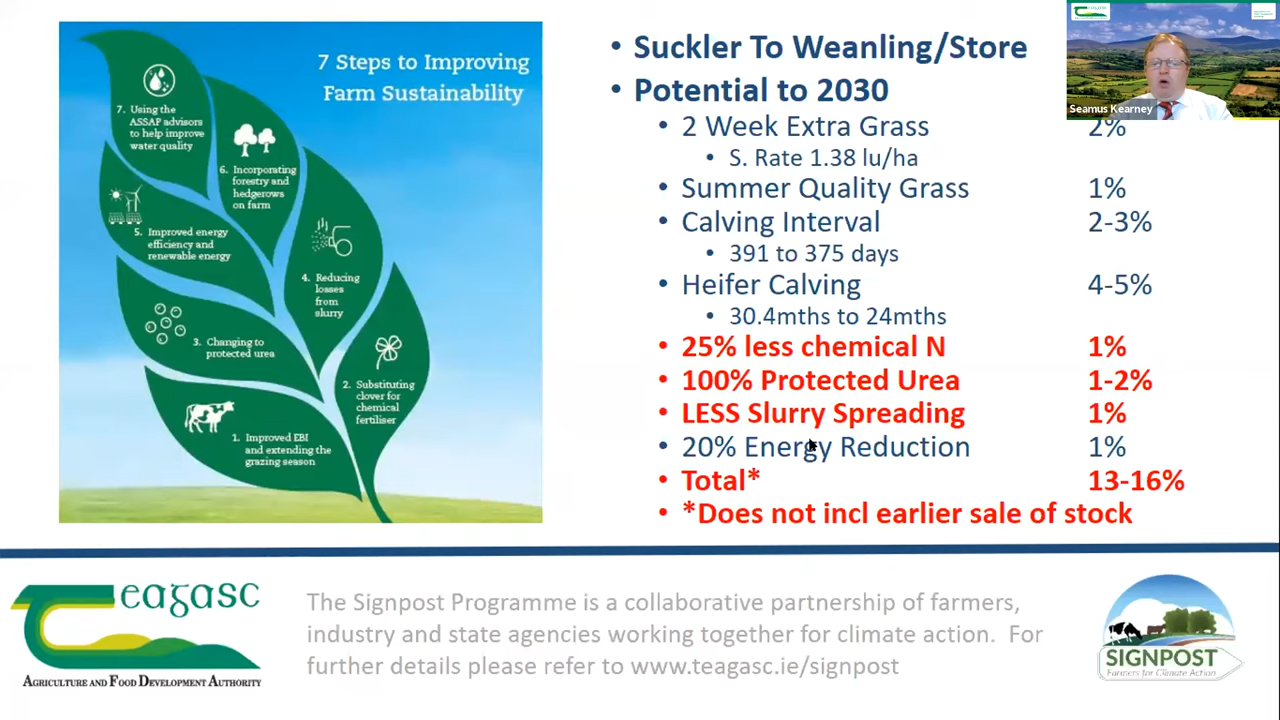 7 Steps to Improving
Farm Sustainability
7. Using the
ASSAP advisors
to help improve
water quality
6. Incorporating
forestry and
hedgerows
on farm
5. Improved energy
efficiency and
renewable energy
4. Reducing
losses
from
slurry
3. Changing to
protected urea
2. Substituting
clover for
chemical
fertiliser
1. Improved EBI
and extending the
grazing season
• Suckler To Weanling/Store
• Potential to 2030
• 2 Week Extra Grass 2%
• S. Rate 1.38 lu/ha
• Summer Quality Grass 1%
• Calving Interval 2-3%
• 391 to 375 days
• Heifer Calving 4-5%
• 30.4mths to 24mths
• 25% less chemical N 1%
• 100% Protected Urea 1-2%
• LESS Slurry Spreading 1%
• 20% Energy Reduction 1%
• Total* 13-16%
• *Does not incl earlier sale of stock
Seamus Kearney
Teagasc
AGRICULTURE AND FOOD DEVELOPMENT AUTHORITY
The Signpost Programme is a collaborative partnership of farmers,
industry and state agencies working together for climate action. For
further details please refer to www.teagasc.ie/signpost
SIGNPOST
Farmers for Climate Action